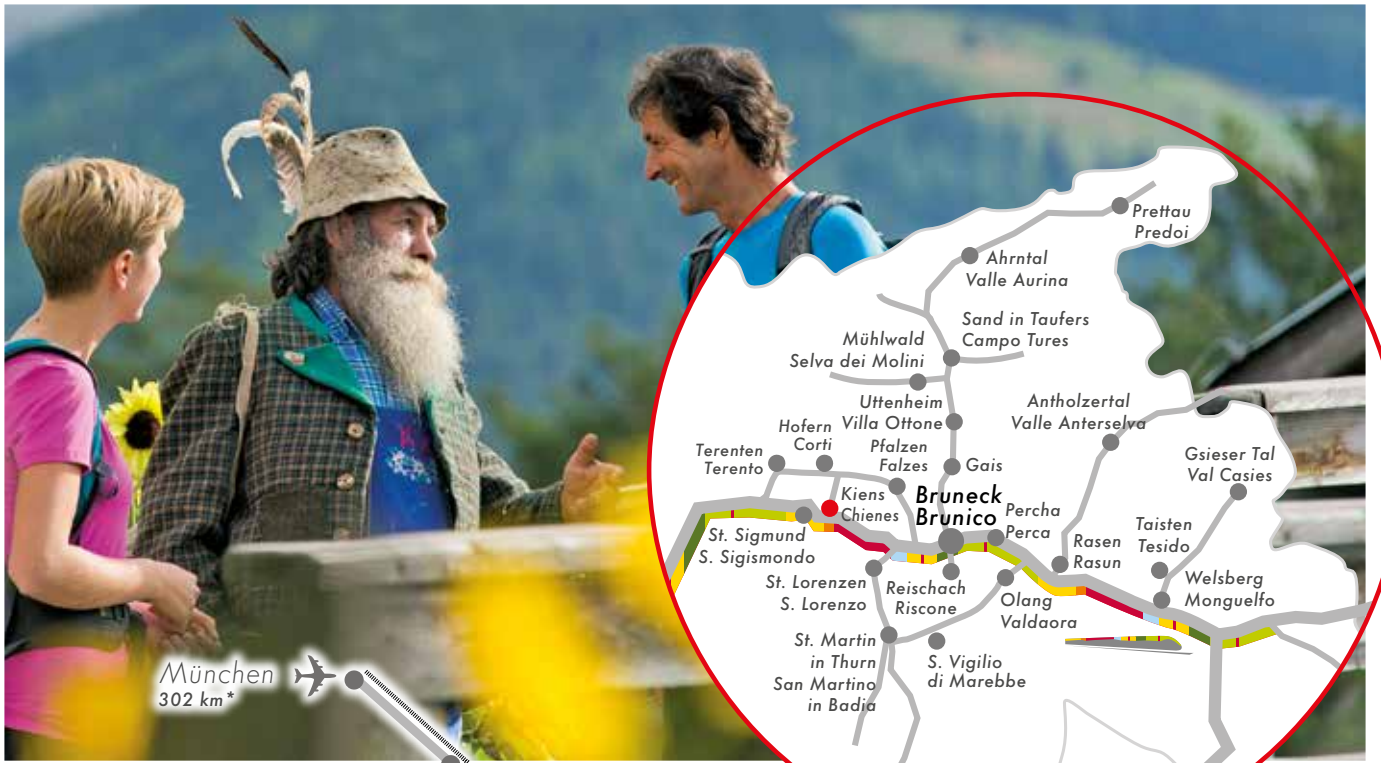 Prettau
Predoi
Ahrntal
Valle Aurina
Sand in Taufers
Campo Tures
Mühlwald
Selva dei Molini
Uttenheim
Villa Ottone
Antholzertal
Valle Anterselva
Hofern
Corti
Pfalzen
Falzes
Terenten
Terento
Gais
Gsieser Tal
Val Casies
Kiens
Chienes
Bruneck
Brunico
Percha
Perca
St. Sigmund
S. Sigismondo
Taisten
Tesido
Rasen
Rasun
St. Lorenzen
S. Lorenzo
Reischach
Riscone
Olang
Valdaora
Welsberg
Monguelfo
St. Martin
in Thurn
San Martino
in Badia
S. Vigilio
di Marebbe
München
302 km*